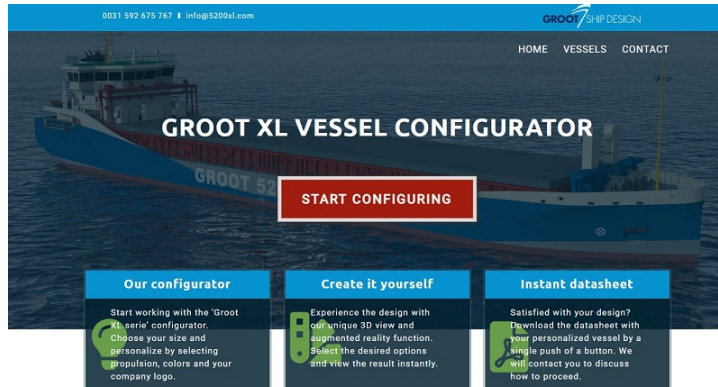 0031 592 675 767 info@5200xl.com
GROOT SHIP DESIGN
HOME VESSELS CONTACT
GROOT XL VESSEL CONFIGURATOR
GROOT 52
START CONFIGURING
Our configurator
Start working with the 'Groot
XL serie' configurator.
Choose your size and
personalize by selecting
propulsion, colors and your
company logo.
Create it yourself
Experience the design with
our unique 3D view and
augmented reality function.
Select the desired options
and view the result instantly.
Instant datasheet
Satisfied with your design?
Download the datasheet with
your personalized vessel by a
single push of a button. We
will contact you to discuss
how to proceed.